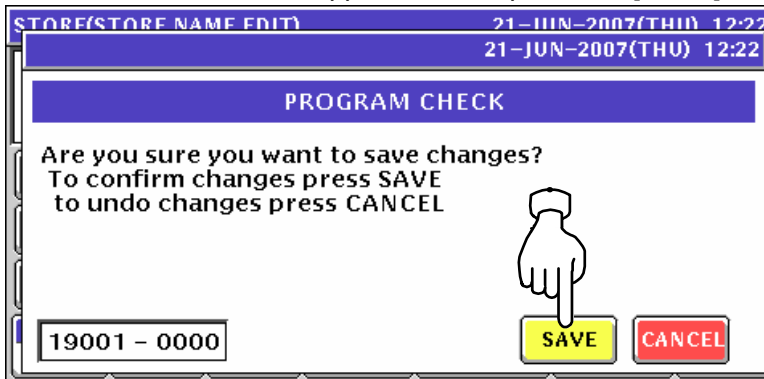 STORE(STORE NAME EDIT) 21-JUN-2007(THU) 12:22
21-JUN-2007(THU) 12:22
PROGRAM CHECK
Are you sure you want to save changes?
To confirm changes press SAVE
to undo changes press CANCEL
19001 - 0000 SAVE CANCEL